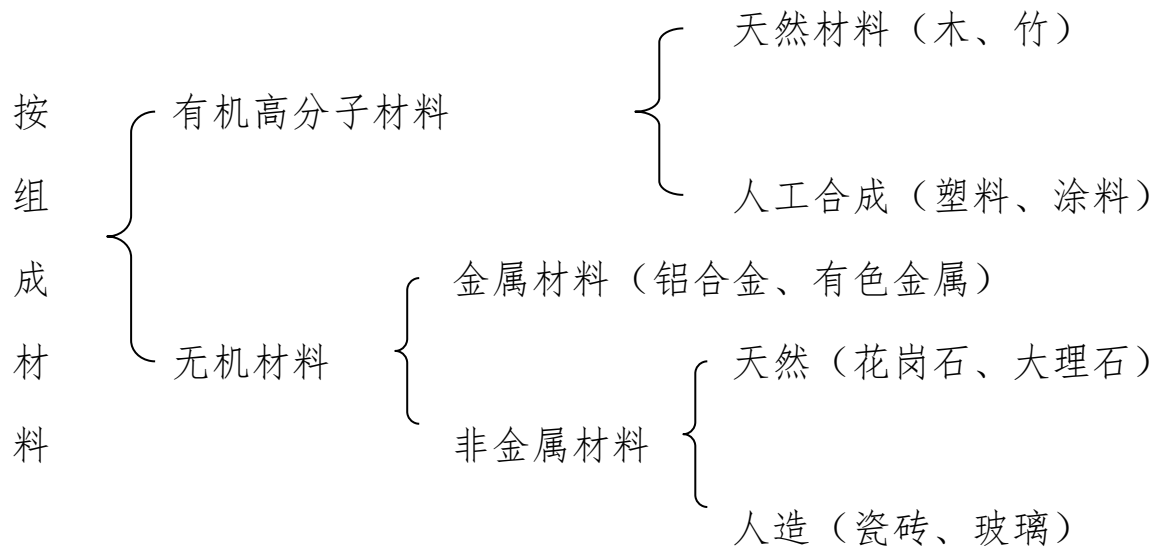 天然材料（木、竹）
按 有机高分子材料
组 人工合成（塑料、涂料）
成 金属材料（铝合金、有色金属）
材 无机材料 天然（花岗石、大理石）
料 非金属材料
人造（瓷砖、玻璃）